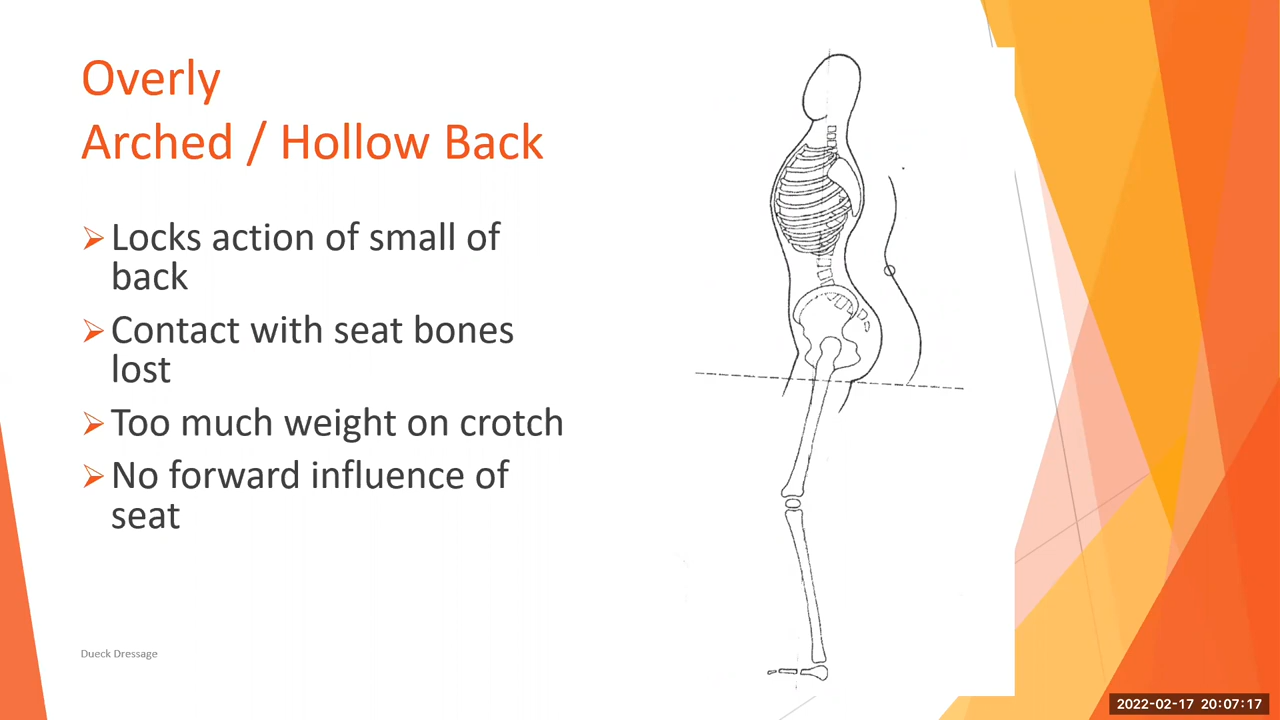 Overly
Arched / Hollow Back
Locks action of small of
back
Contact with seat bones
lost
Too much weight on crotch
No forward influence of
seat
Dueck Dressage
2022-02-17 20:07:17